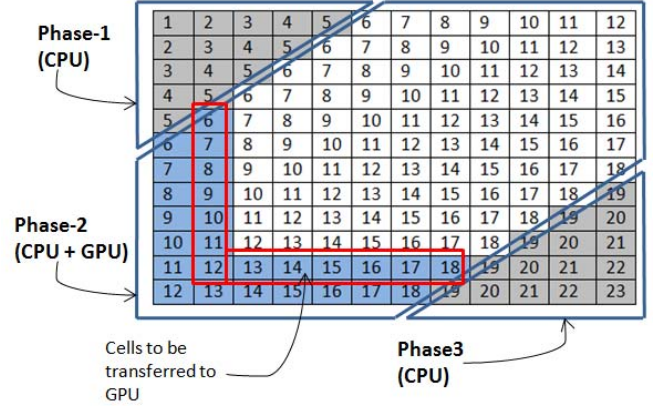 Phase-1
(CPU)
Phase-2
(CPU + GPU)
1 2 3 4 5 6 7 8 9 10 11 12
2 3 4 5 6 7 8 9 10 11 12 13
3 4 5 6 7 8 9 10 11 12 13 14
4 5 6 7 8 9 10 11 12 13 14 15
5 6 7 8 9 10 11 12 13 14 15 16
6 7 8 9 10 11 12 13 14 15 16 17
7 8 9 10 11 12 13 14 15 16 17 18
8 9 10 11 12 13 14 15 16 17 18 19
9 10 11 12 13 14 15 16 17 18 19 20
10 11 12 13 14 15 16 17 18 19 20 21
11 12 13 14 15 16 17 18 19 20 21 22
12 13 14 15 16 17 18 19 20 21 22 23
Cells to be
transferred to
GPU
Phase3
(CPU)